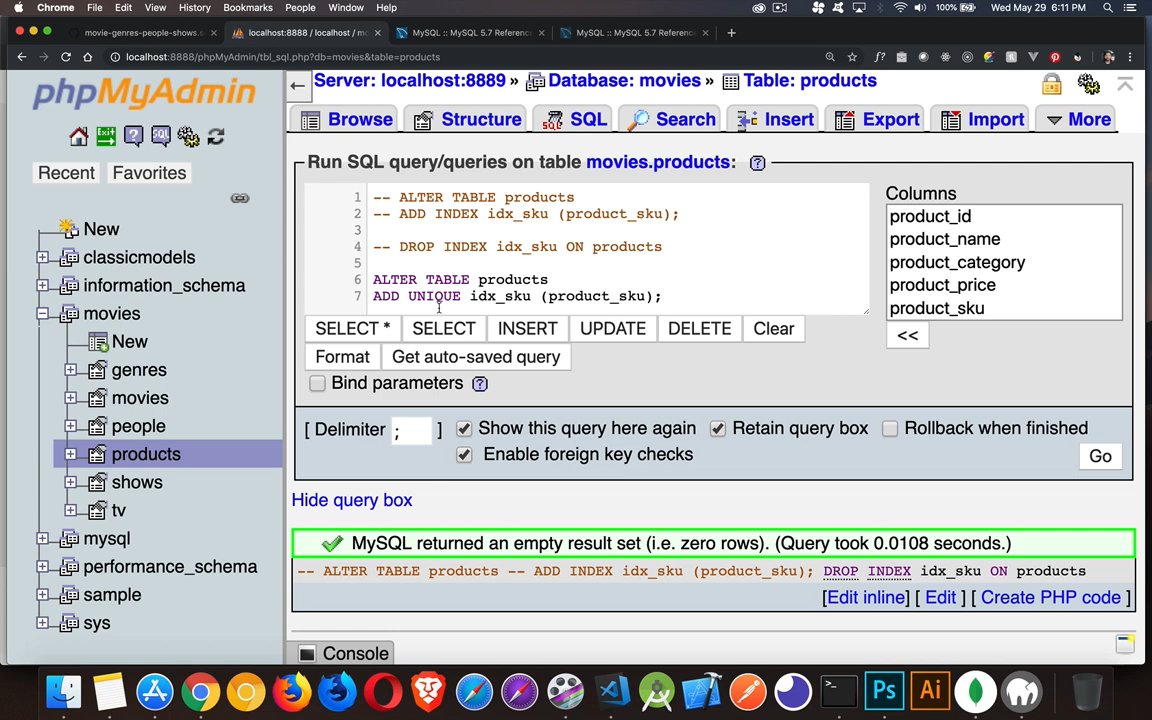 Chrome File Edit View History Bookmarks People Window Help 100% Wed May 29 6:11 PM
movie-genres-people-shows.s × localhost:8888 / localhost / m × MySQL :: MySQL 5.7 Referenc × MySQL :: MySQL 5.7 Referenc × +
localhost:8888/phpMyAdmin/tbl_sql.php?db=movies&table=products
phpMyAdmin
Recent Favorites
New
classicmodels
information_schema
movies
New
genres
movies
people
products
shows
tv
mysql
performance_schema
sample
sys
Server: localhost:8889 » Database: movies » Table: products
Browse Structure SQL Search Insert Export Import More
Run SQL query/queries on table movies.products:
1 -- ALTER TABLE products
2 -- ADD INDEX idx_sku (product_sku);
3
4 -- DROP INDEX idx_sku ON products
5
6 ALTER TABLE products
7 ADD UNIQUE idx_sku (product_sku);
Columns
product_id
product_name
product_category
product_price
product_sku
<<
SELECT * SELECT INSERT UPDATE DELETE Clear
Format Get auto-saved query
Bind parameters
[ Delimiter ; ] Show this query here again Retain query box Rollback when finished
Enable foreign key checks
Go
Hide query box
MySQL returned an empty result set (i.e. zero rows). (Query took 0.0108 seconds.)
-- ALTER TABLE products -- ADD INDEX idx_sku (product_sku); DROP INDEX idx_sku ON products
[Edit inline] [ Edit ] [ Create PHP code ]
Console
Ps Ai